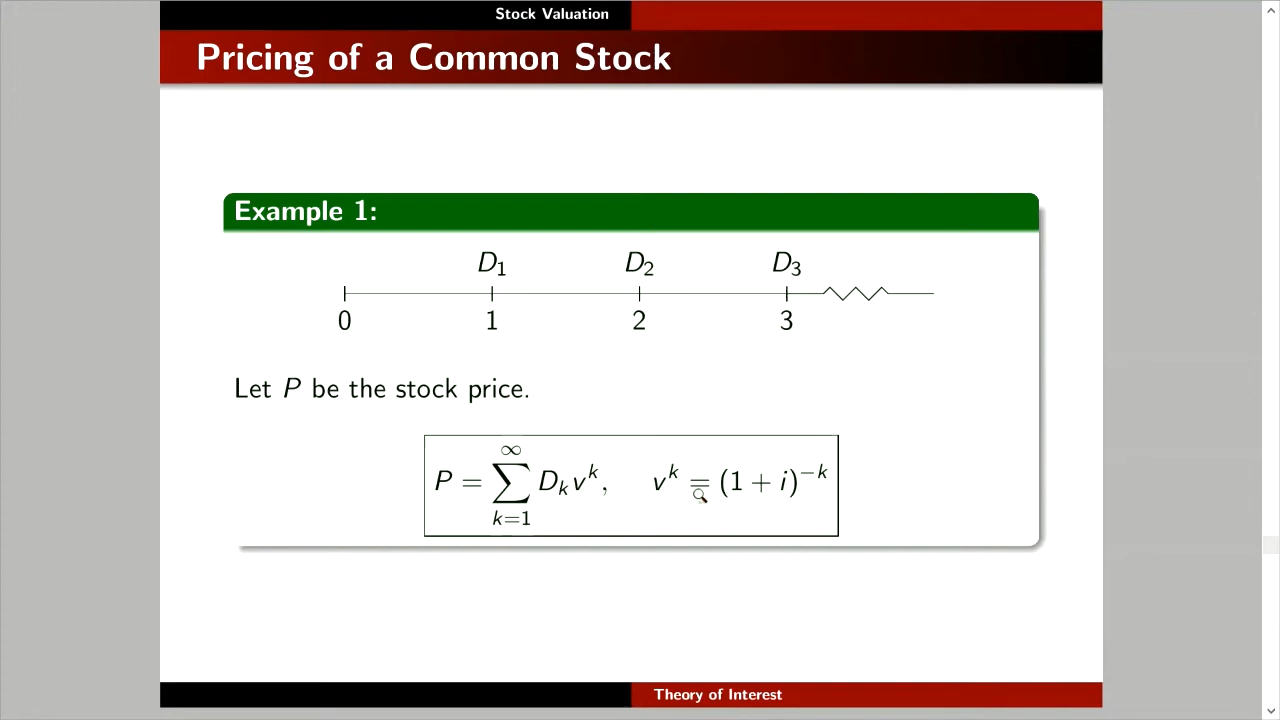 Stock Valuation
Pricing of a Common Stock
Example 1:
D₁ D₂ D₃
0 1 2 3
Let P be the stock price.
P = ∑_{k=1}^{∞} D_k v^k, v^k = (1 + i)^{−k}
Theory of Interest